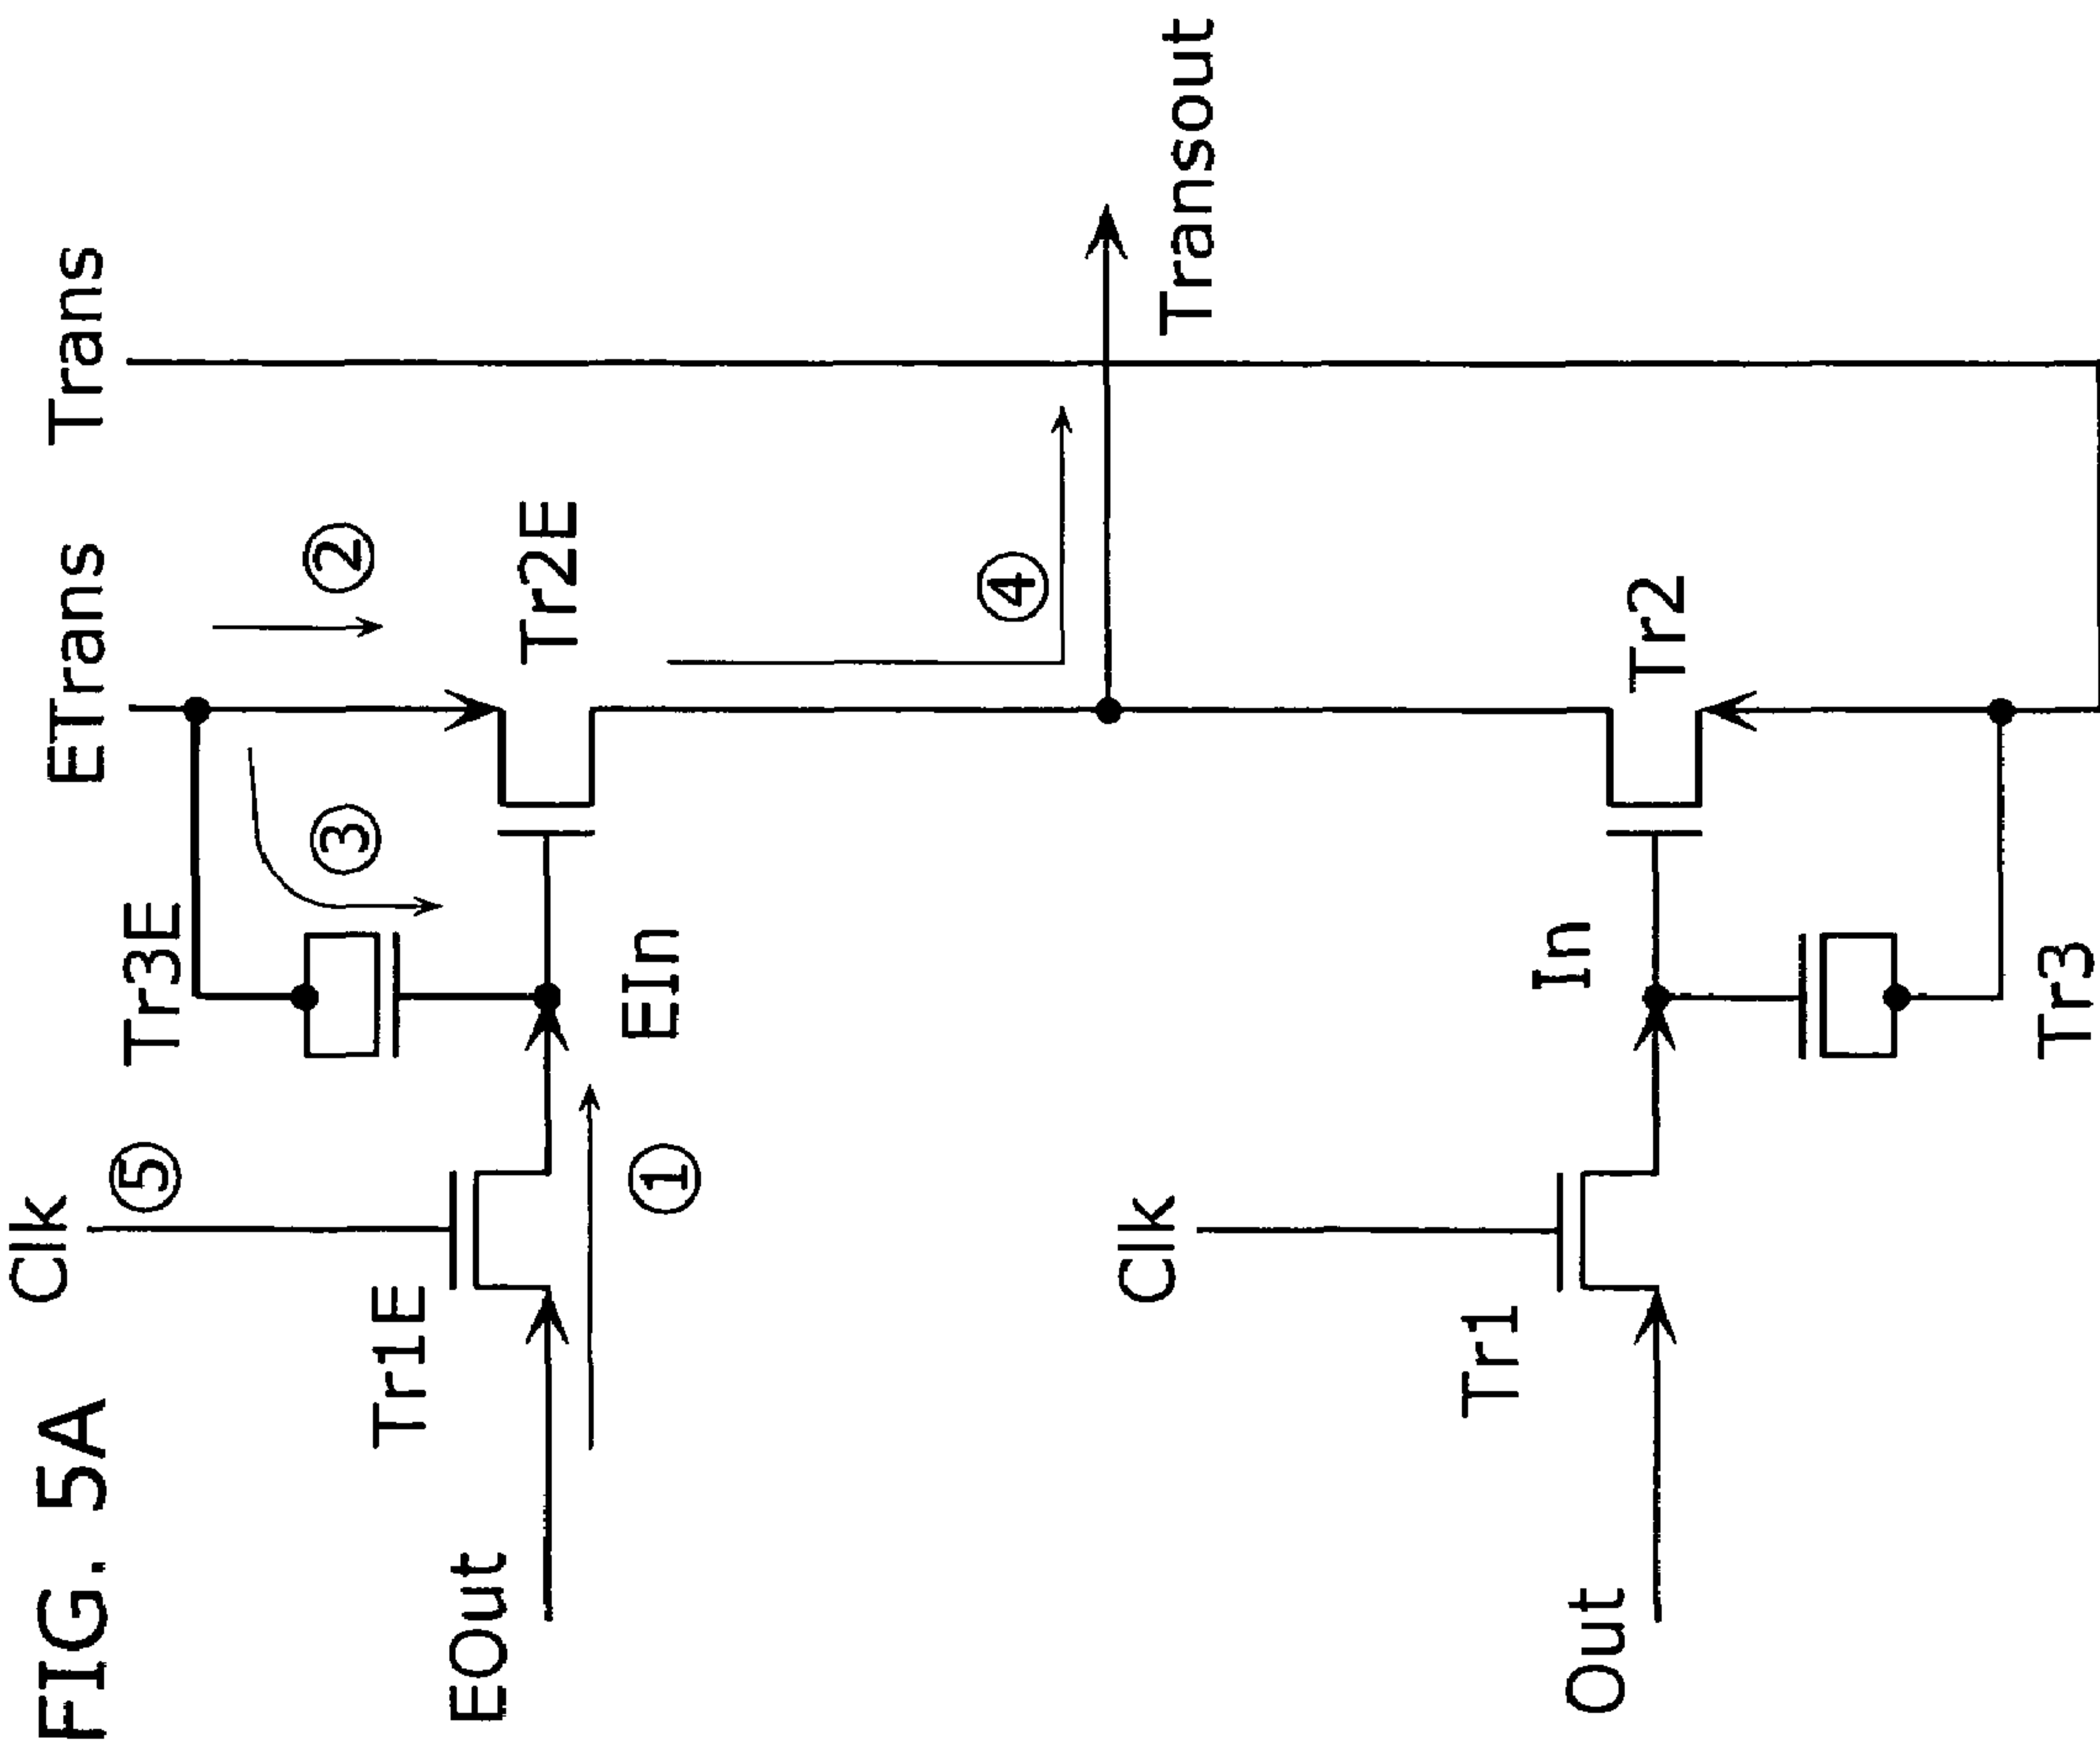 FIG. 5A
Clk
⑤
Tr3E
③
ETrans
②
Trans
Tr1E
Tr2E
EOut
①
EIn
④
Transout
Clk
In
Tr1
Tr2
Out
Tr3